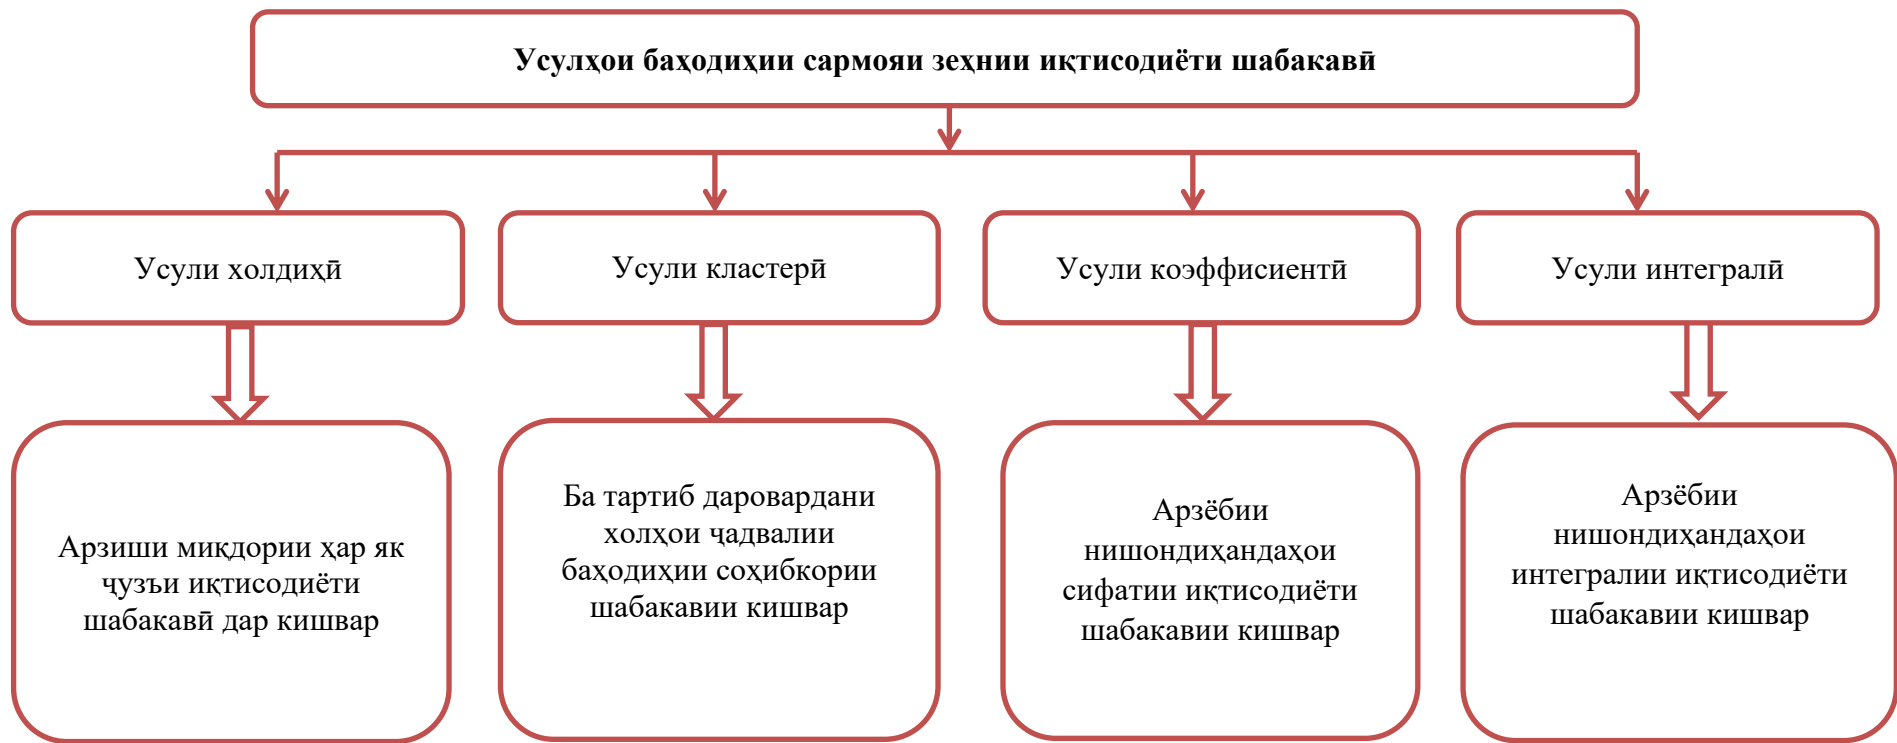 Усулҳои баҳодиҳии сармояи зеҳнии иқтисодиёти шабакавӣ
Усули холдиҳӣ
Усули кластерӣ
Усули коэффисиентӣ
Усули интегралӣ
Арзиши миқдории ҳар як
ҷузъи иқтисодиёти
шабакавӣ дар кишвар
Ба тартиб даровардани
холҳои ҷадвалии
баҳодиҳии соҳибкории
шабакавии кишвар
Арзёбии
нишондиҳандаҳои
сифатии иқтисодиёти
шабакавии кишвар
Арзёбии
нишондиҳандаҳои
интегралии иқтисодиёти
шабакавии кишвар